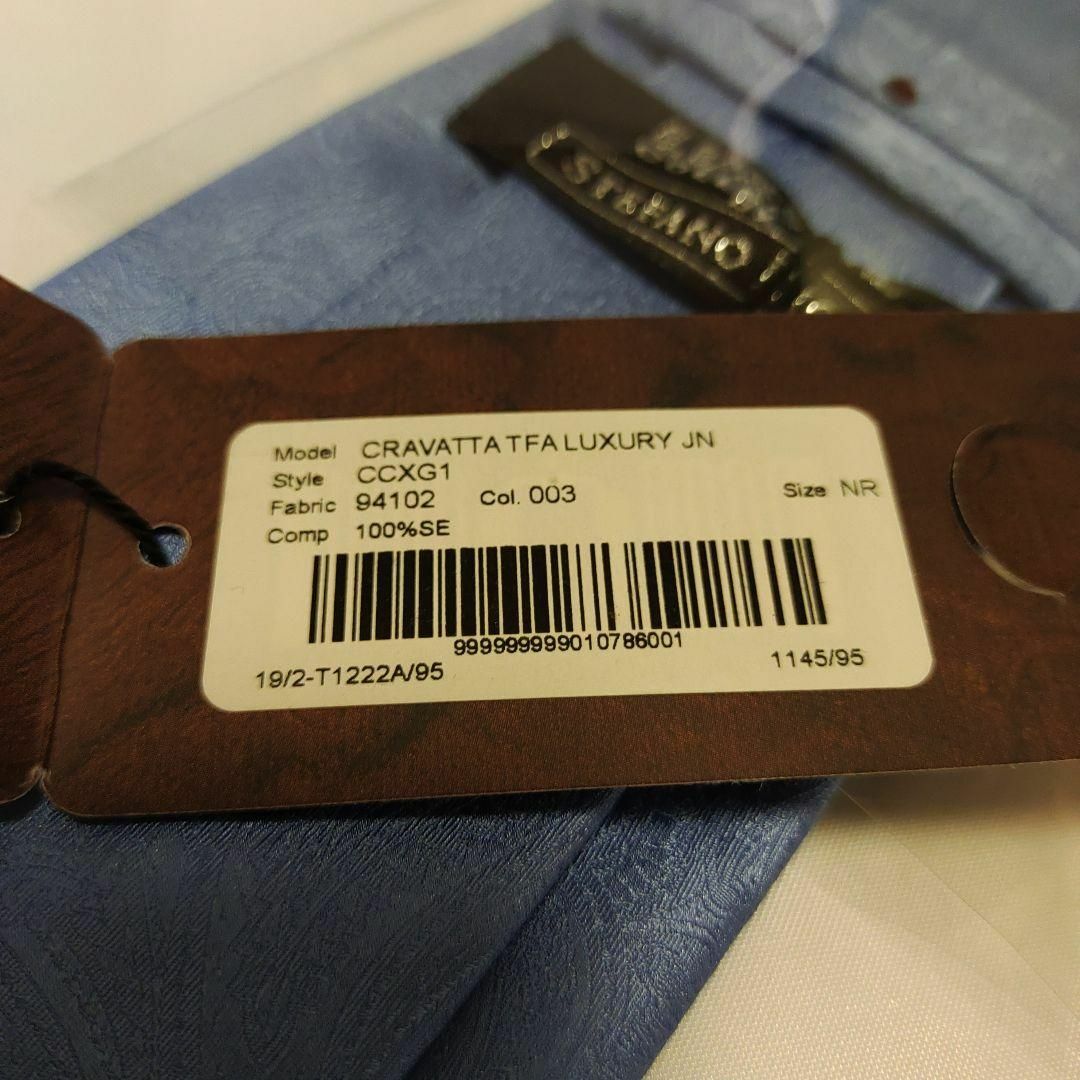 STEFANO
Model CRAVATTA TFA LUXURY JN
Style CCXG1
Fabric 94102 Col. 003 Size NR
Comp 100%SE
999999999010786001
19/2-T1222A/95 1145/95